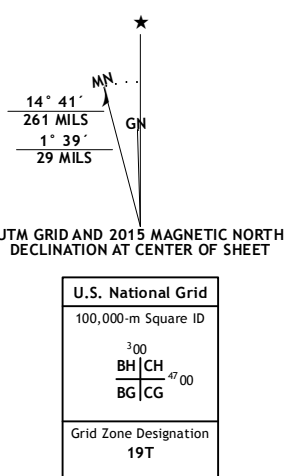 ★
MN
14° 41´
261 MILS
GN
1° 39´
29 MILS
UTM GRID AND 2015 MAGNETIC NORTH
DECLINATION AT CENTER OF SHEET
U.S. National Grid
100,000-m Square ID
³00
BH CH
⁴⁷00
BG CG
Grid Zone Designation
19T